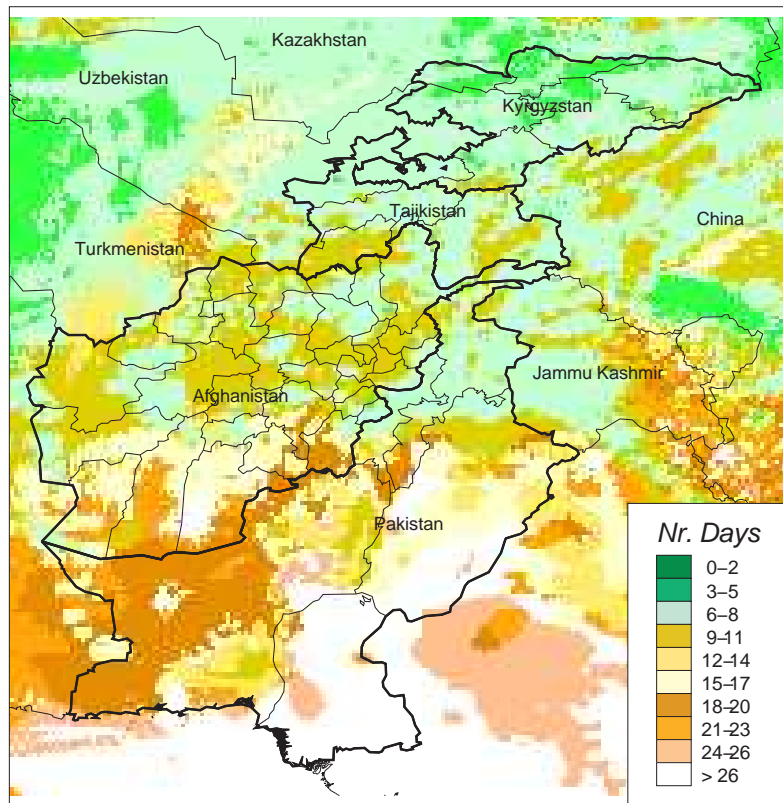 Kazakhstan
Uzbekistan
Kyrgyzstan
Tajikistan
China
Turkmenistan
Jammu Kashmir
Afghanistan
Pakistan
Nr. Days
0–2
3–5
6–8
9–11
12–14
15–17
18–20
21–23
24–26
> 26